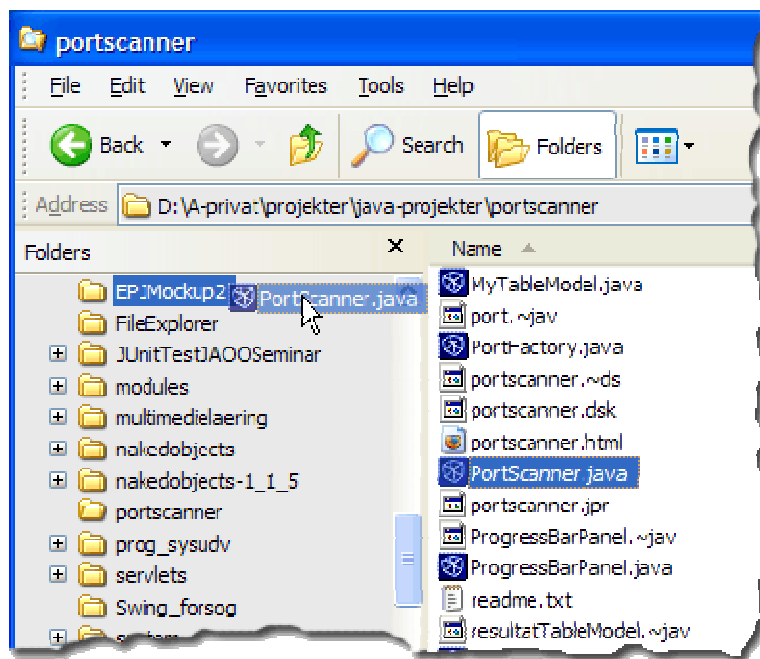 portscanner
File Edit View Favorites Tools Help
Back Search Folders
Address D:\A-privat\projekter\java-projekter\portscanner
Folders
EPJMockup2
PortScanner.java
FileExplorer
JUnitTestJAOOSeminar
modules
multimedielaering
nakedobjects
nakedobjects-1_1_5
portscanner
prog_sysudv
servlets
Swing_forsog
Name
MyTableModel.java
port.~jav
PortFactory.java
portscanner.~ds
portscanner.dsk
portscanner.html
PortScanner.java
portscanner.jpr
ProgressBarPanel.~jav
ProgressBarPanel.java
readme.txt
resultatTableModel.~jav